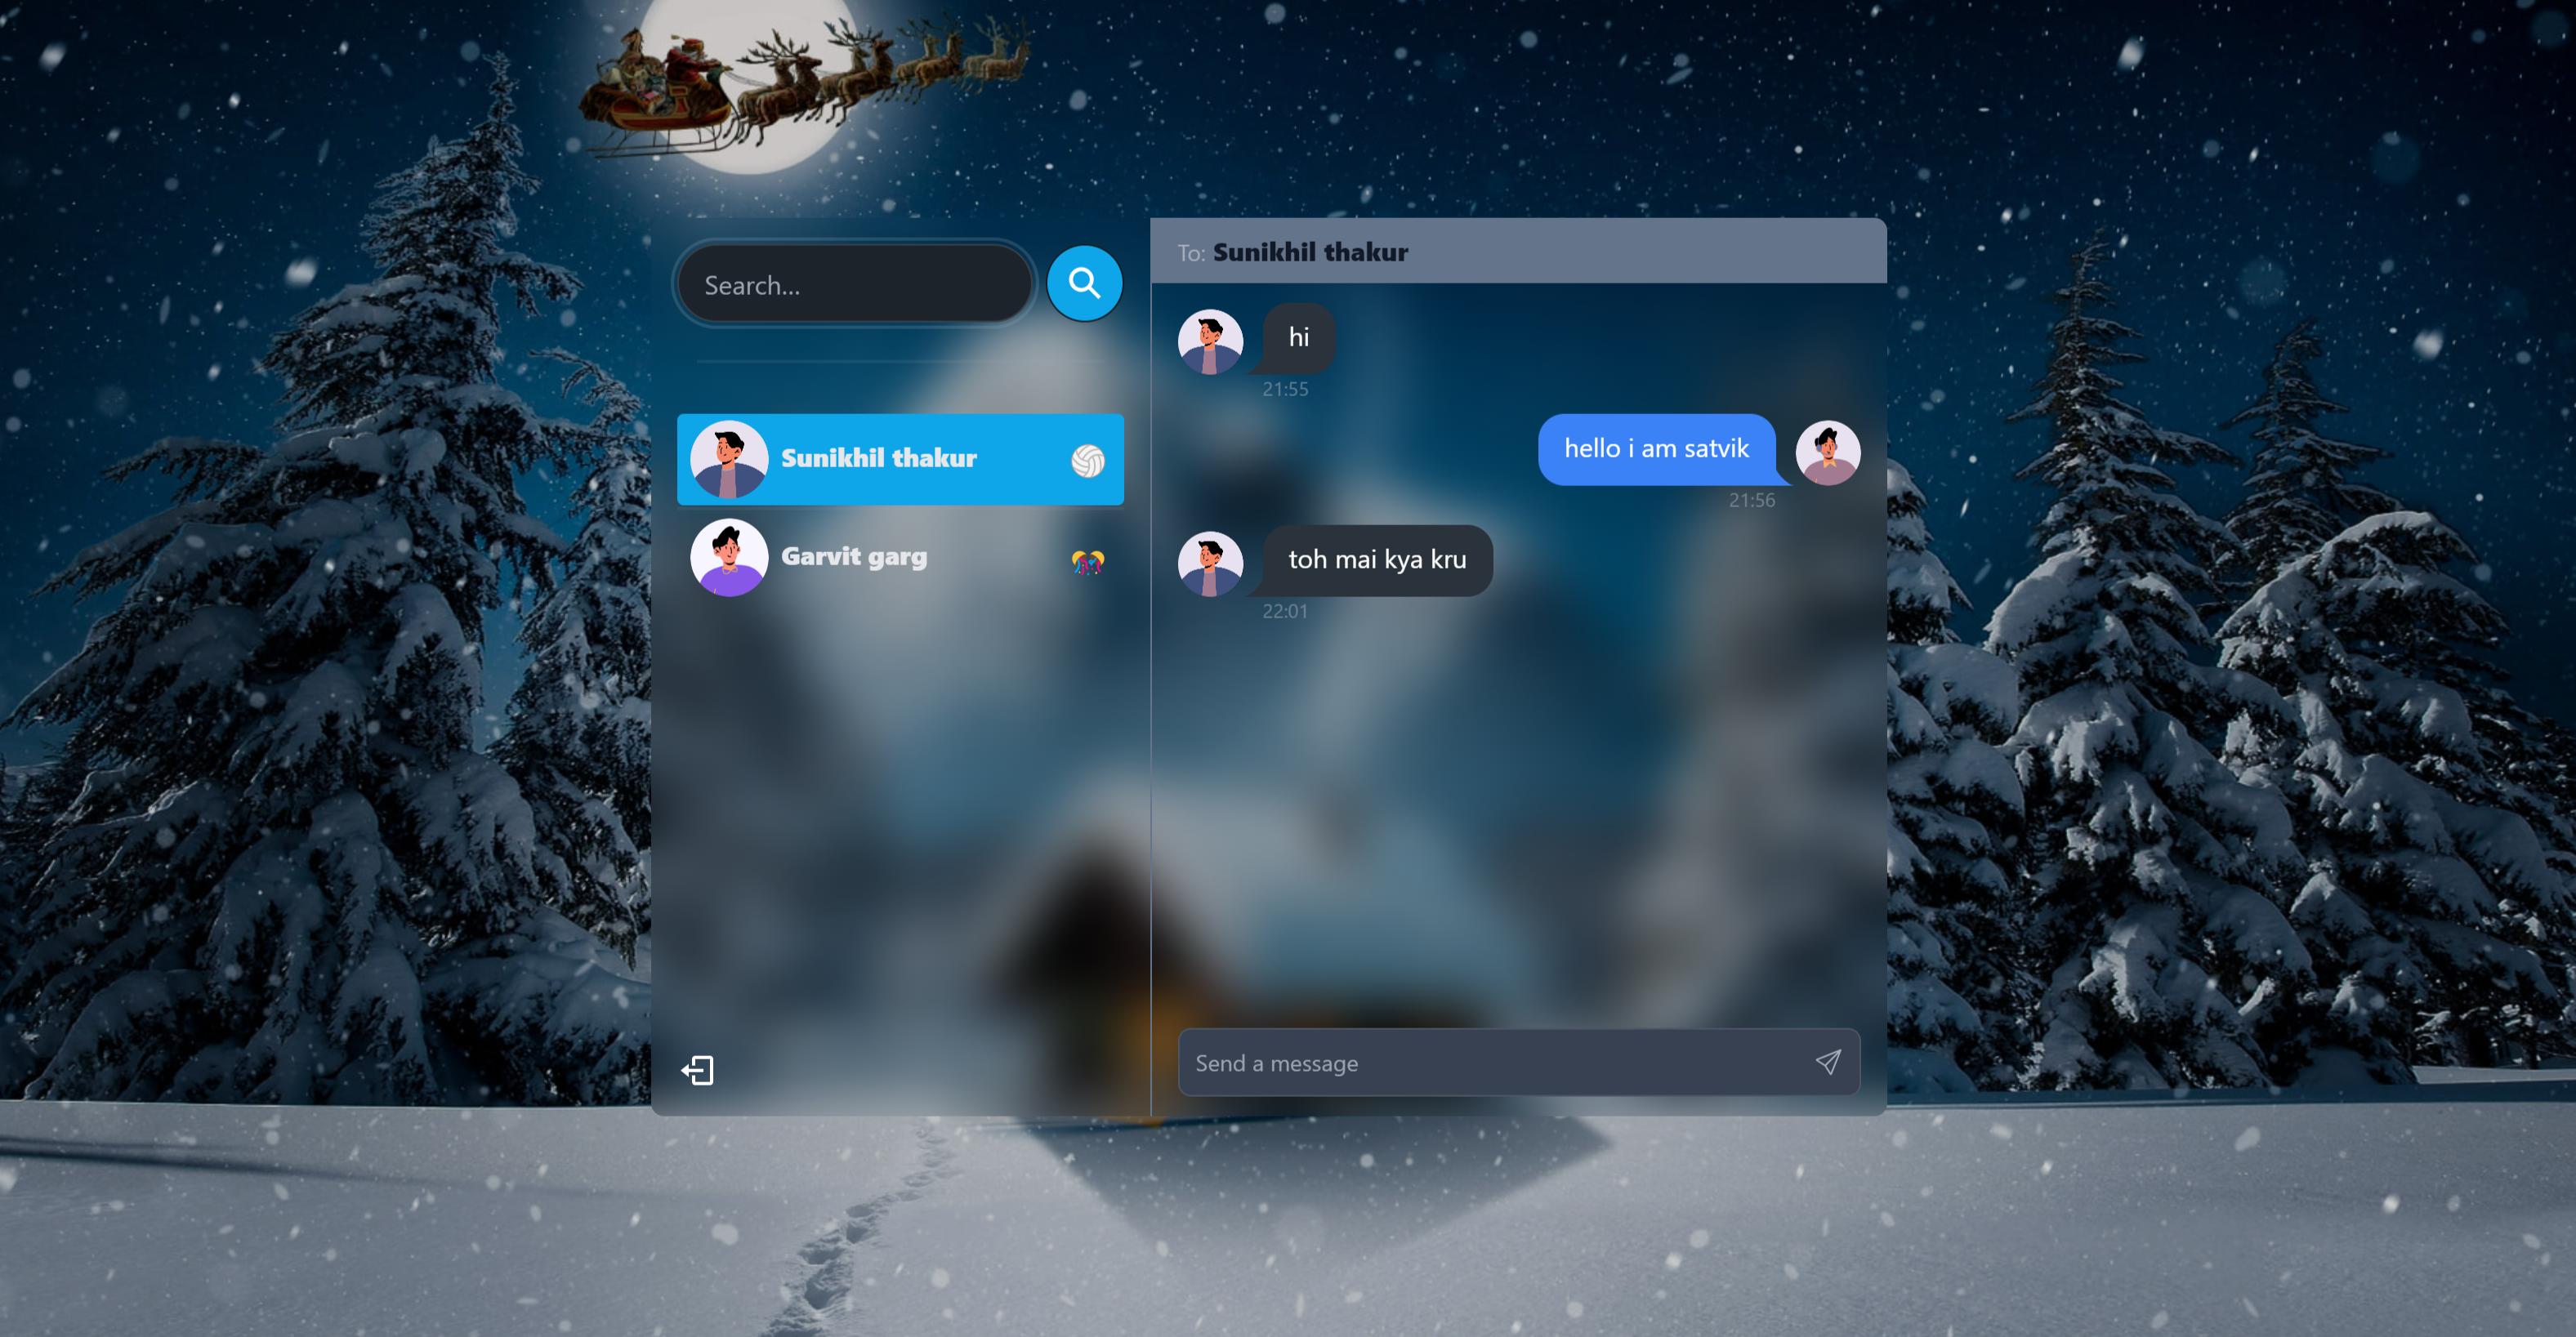 Search...
Sunikhil thakur
Garvit garg
To: Sunikhil thakur
hi
21:55
hello i am satvik
21:56
toh mai kya kru
22:01
Send a message